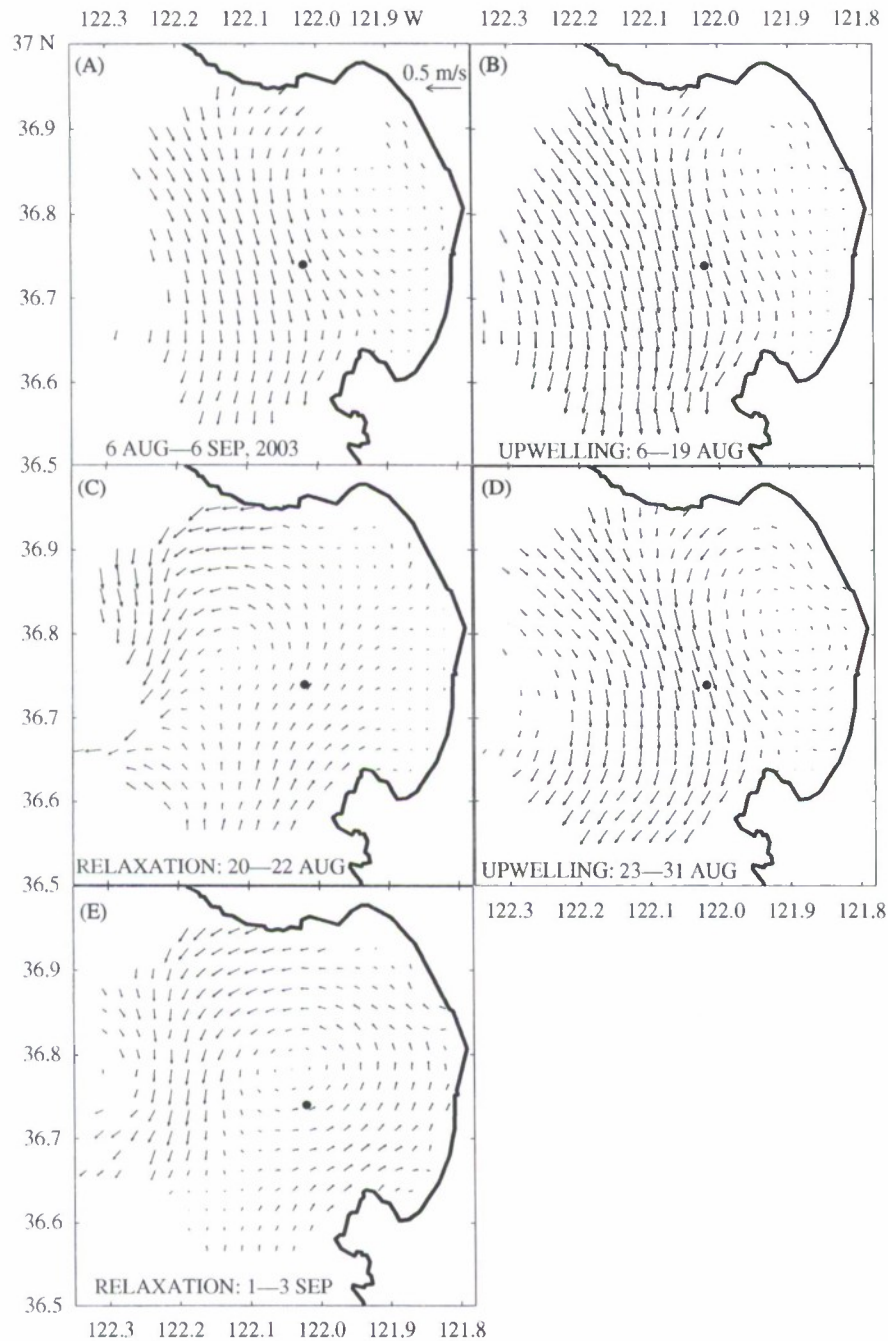 122.3 122.2 122.1 122.0 121.9 W
122.3 122.2 122.1 122.0 121.9 121.8
37 N
36.9
36.8
36.7
36.6
36.5
(A)
0.5 m/s
6 AUG—6 SEP, 2003
(B)
UPWELLING: 6—19 AUG
36.9
36.8
36.7
36.6
36.5
(C)
RELAXATION: 20—22 AUG
(D)
UPWELLING: 23—31 AUG
122.3 122.2 122.1 122.0 121.9 121.8
36.9
36.8
36.7
36.6
36.5
(E)
RELAXATION: 1—3 SEP
122.3 122.2 122.1 122.0 121.9 121.8